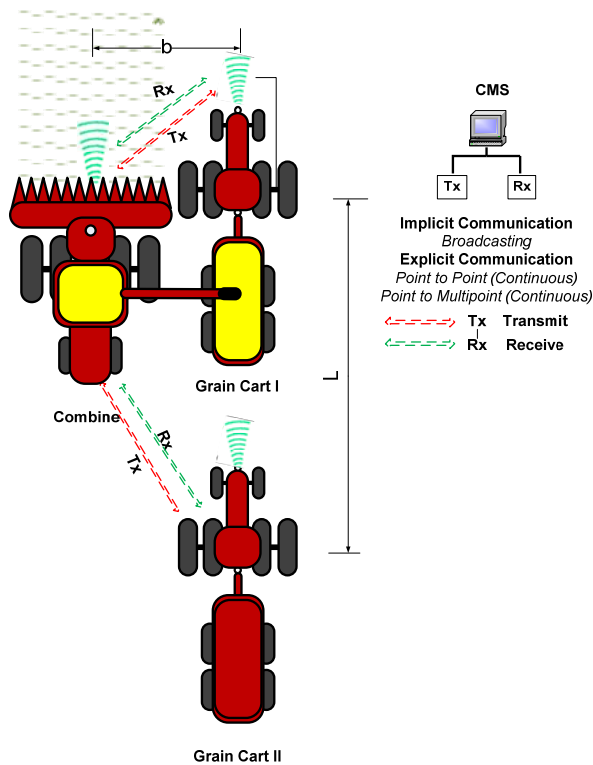 b
Rx
Tx
CMS
Tx Rx
Implicit Communication
Broadcasting
Explicit Communication
Point to Point (Continuous)
Point to Multipoint (Continuous)
Tx Transmit
Rx Receive
L
Grain Cart I
Combine
Rx
Tx
Grain Cart II